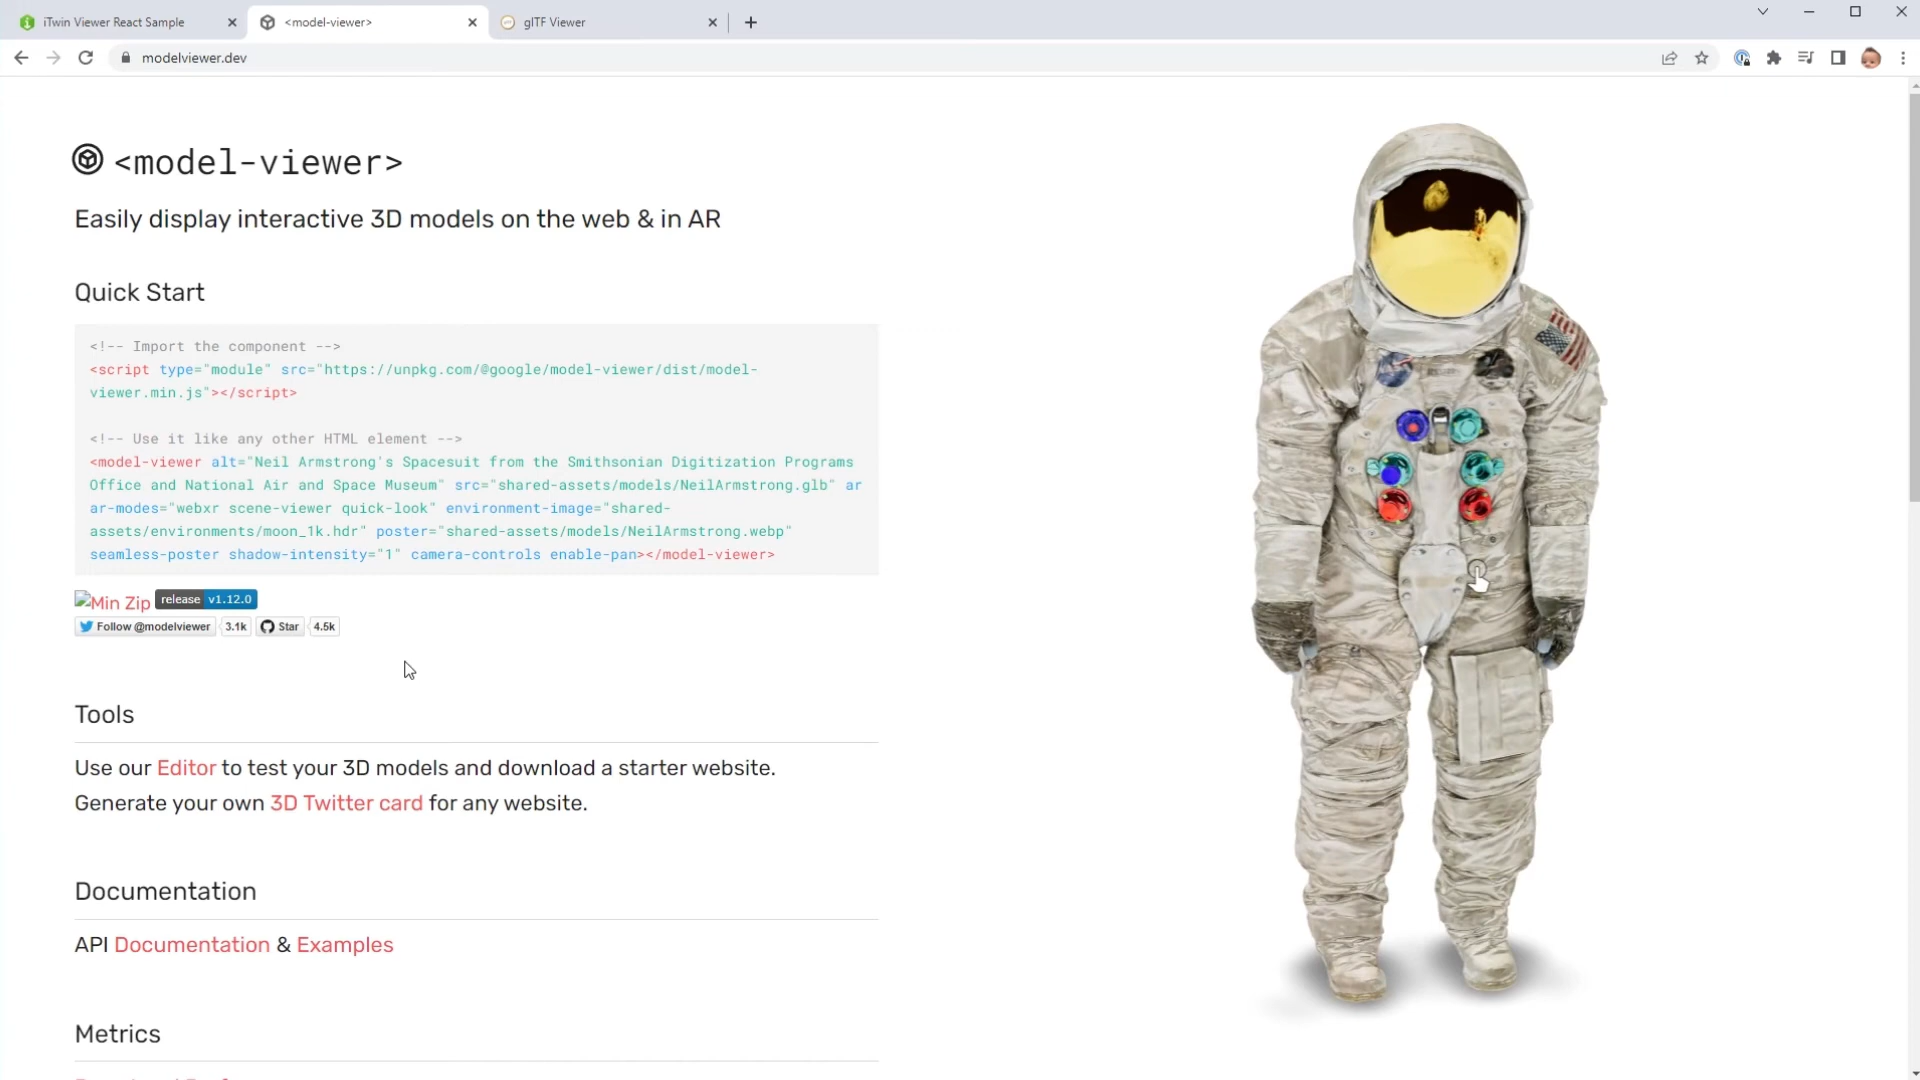 iTwin Viewer React Sample
<model-viewer>
glTF Viewer
modelviewer.dev
<model-viewer>
Easily display interactive 3D models on the web & in AR
Quick Start
<!-- Import the component -->
<script type="module" src="https://unpkg.com/@google/model-viewer/dist/model-
viewer.min.js"></script>
<!-- Use it like any other HTML element -->
<model-viewer alt="Neil Armstrong's Spacesuit from the Smithsonian Digitization Programs
Office and National Air and Space Museum" src="shared-assets/models/NeilArmstrong.glb" ar
ar-modes="webxr scene-viewer quick-look" environment-image="shared-
assets/environments/moon_1k.hdr" poster="shared-assets/models/NeilArmstrong.webp"
seamless-poster shadow-intensity="1" camera-controls enable-pan></model-viewer>
Min Zip release v1.12.0
Follow @modelviewer 3.1k Star 4.5k
Tools
Use our Editor to test your 3D models and download a starter website.
Generate your own 3D Twitter card for any website.
Documentation
API Documentation & Examples
Metrics